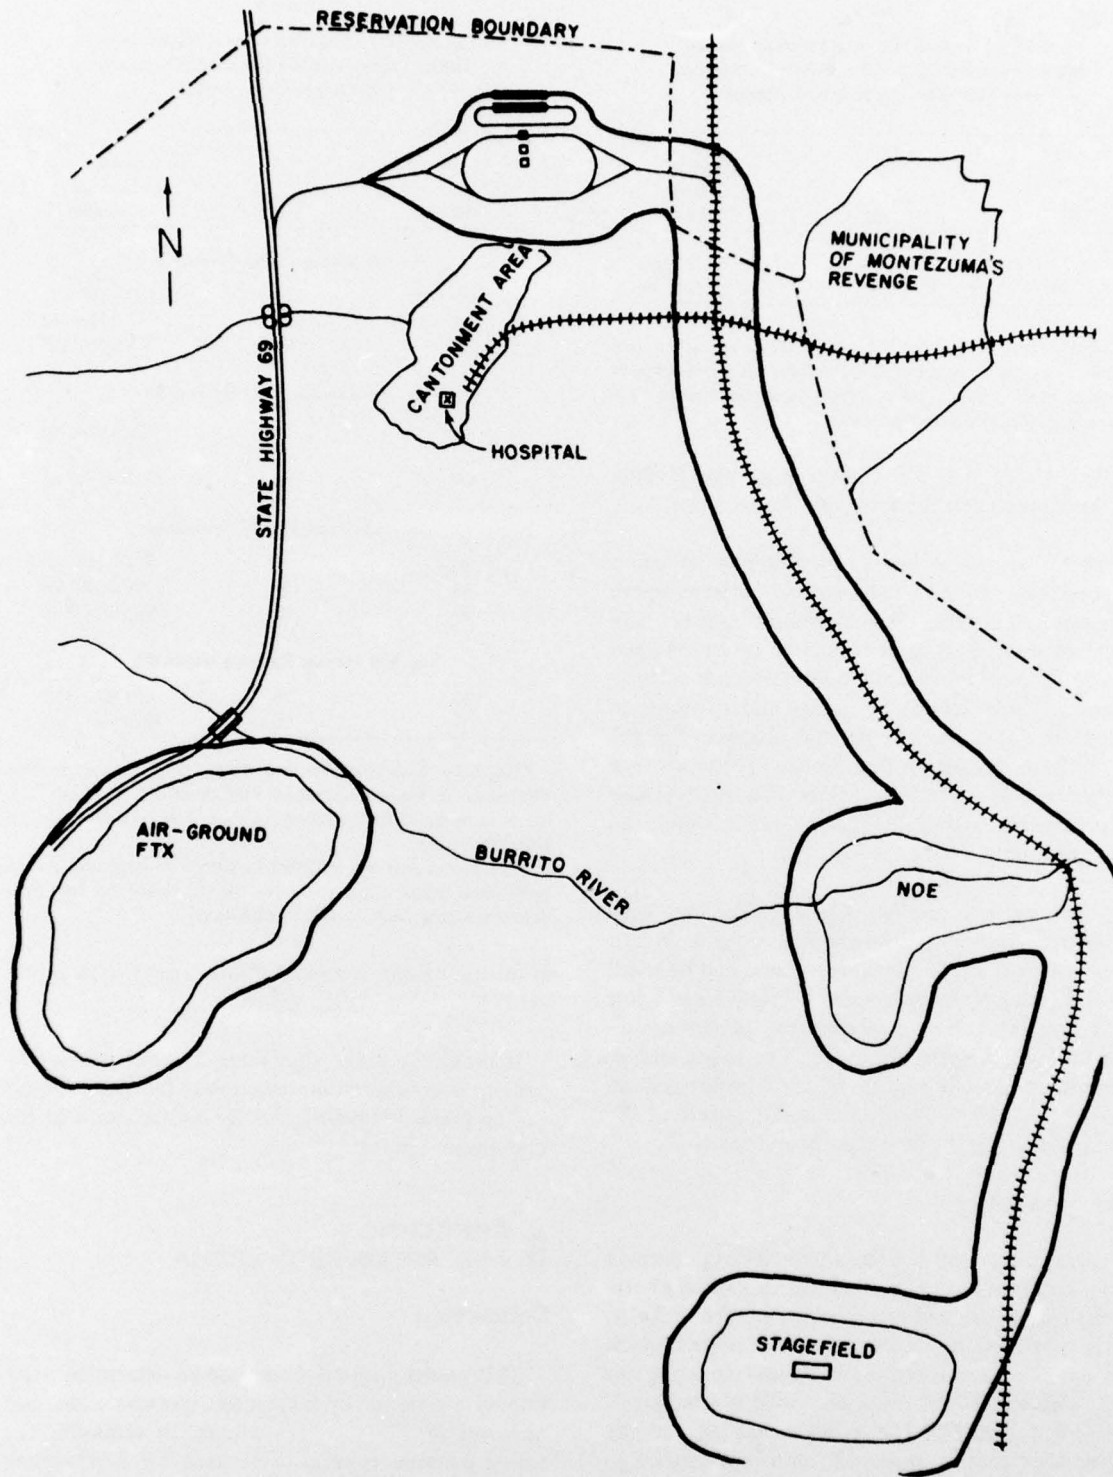 RESERVATION BOUNDARY
N
MUNICIPALITY
OF MONTEZUMA'S
REVENGE
CANTONMENT AREA
STATE HIGHWAY 69
X
HOSPITAL
AIR-GROUND
FTX
BURRITO RIVER
NOE
STAGEFIELD